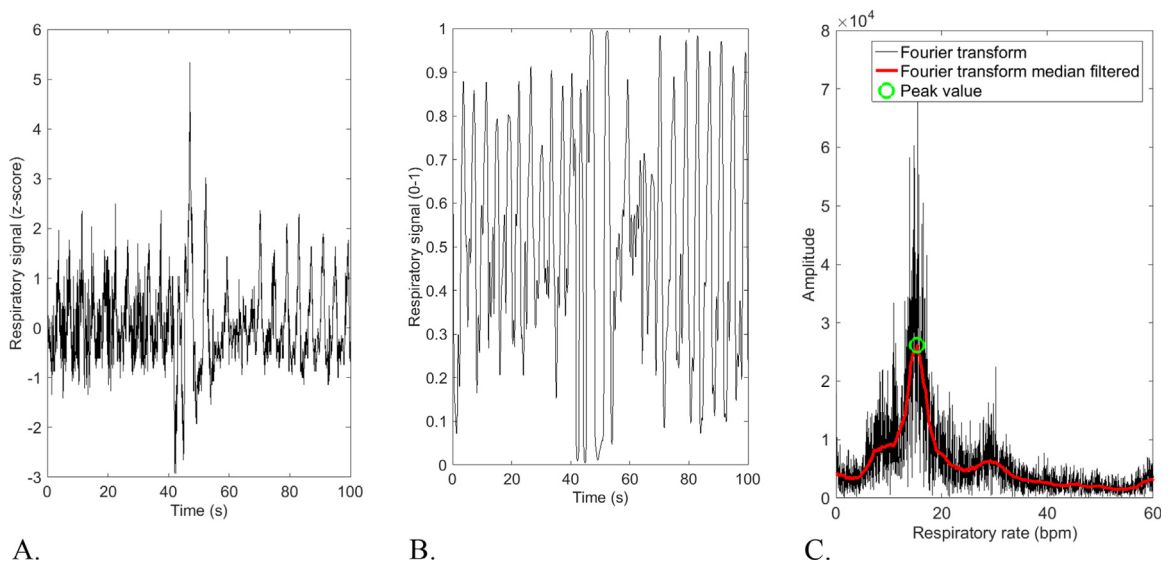 6
5
4
3
2
1
0
-1
-2
-3
0 20 40 60 80 100
Time (s)
Respiratory signal (z-score)
A.
1
0.9
0.8
0.7
0.6
0.5
0.4
0.3
0.2
0.1
0
0 20 40 60 80 100
Time (s)
Respiratory signal (0-1)
B.
×10⁴
8
7
6
5
4
3
2
1
0
0 20 40 60
Respiratory rate (bpm)
Amplitude
Fourier transform
Fourier transform median filtered
Peak value
C.